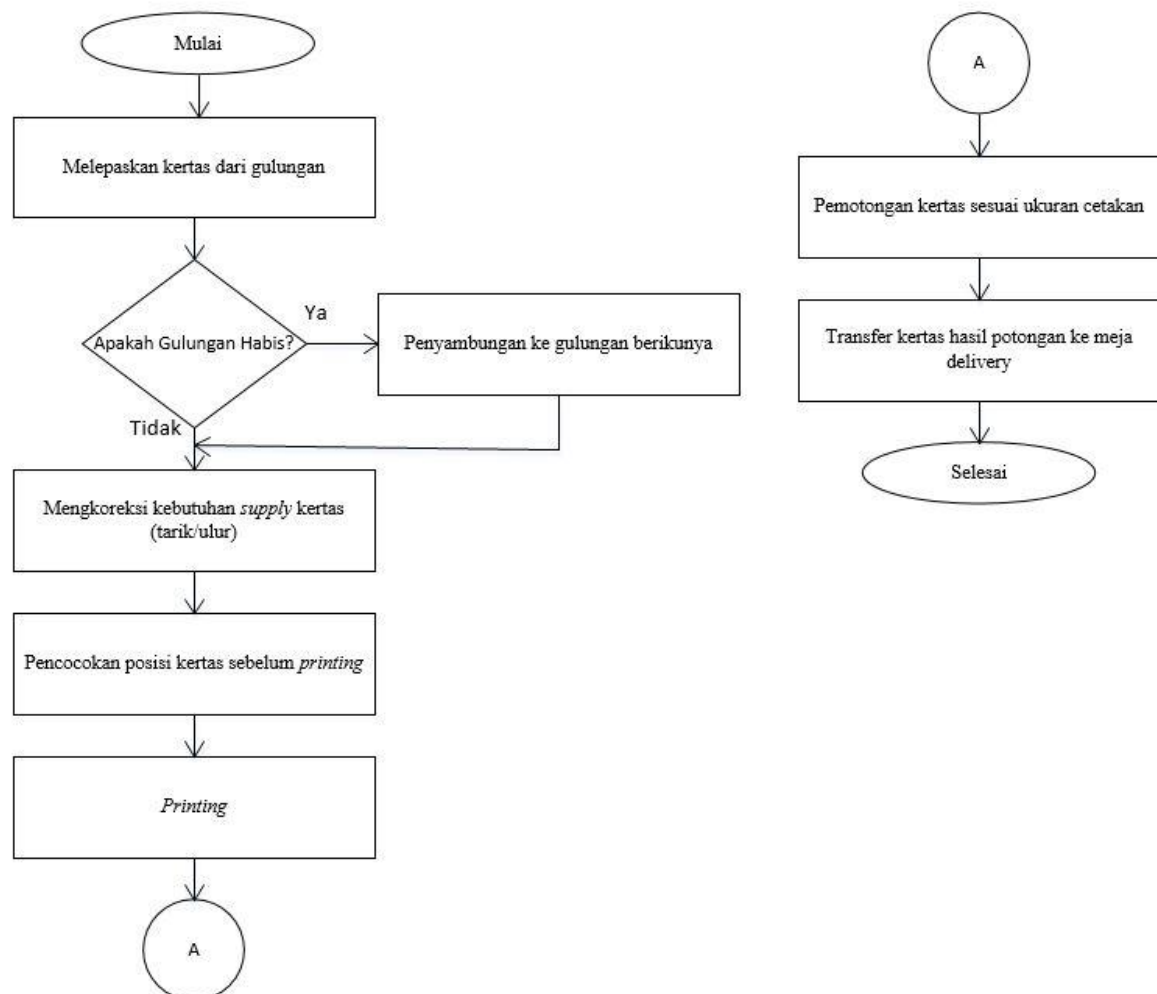 Mulai
Melepaskan kertas dari gulungan
Apakah Gulungan Habis?
Ya
Penyambungan ke gulungan berikunya
Tidak
Mengkoreksi kebutuhan supply kertas
(tarik/ulur)
Pencocokan posisi kertas sebelum printing
Printing
A
A
Pemotongan kertas sesuai ukuran cetakan
Transfer kertas hasil potongan ke meja
delivery
Selesai